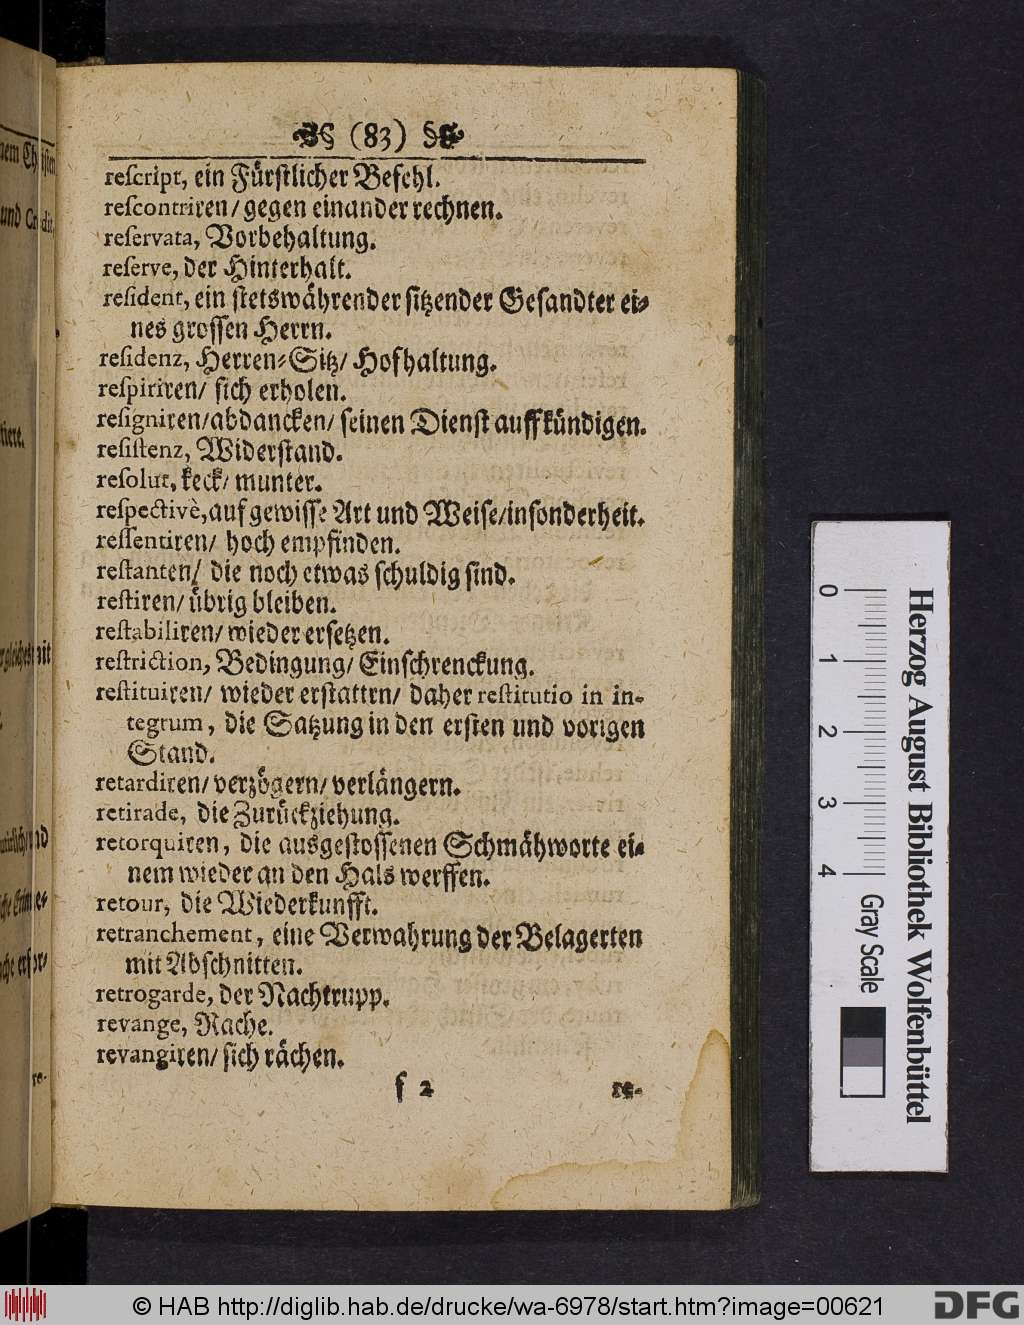 (83)
reſcript, ein Fürſtlicher Befehl.
reſcontriren/ gegen einander rechnen.
reſervata, Vorbehaltung.
reſerve, der Hinterhalt.
reſident, ein ſtetswährender ſitzender Geſandter ei-
nes groſſen Herrn.
reſidenz, Herren-Sitz/ Hofhaltung.
reſpiriren/ ſich erholen.
reſigniren/abdancken/ ſeinen Dienſt auffkündigen.
reſiſtenz, Widerſtand.
reſolut, keck/ munter.
reſpectivè, auf gewiſſe Art und Weiſe/inſonderheit.
reſſentiren/ hoch empfinden.
reſtanten/ die noch etwas ſchuldig ſind.
reſtiren/ übrig bleiben.
reſtabiliren/ wieder erſetzen.
reſtriction, Bedingung/ Einſchrenckung.
reſtituiren/ wieder erſtatten/ daher reſtitutio in in-
tegrum, die Satzung in den erſten und vorigen
Stand.
retardiren/ verzögern/ verlängern.
retirade, die Zurückziehung.
retorquiren, die ausgeſtoſſenen Schmähworte ei-
nem wieder an den Hals werffen.
retour, die Wiederkunfft.
retranchement, eine Verwahrung der Belagerten
mit Abſchnitten.
retrogarde, der Nachtrupp.
revange, Rache.
revangiren/ ſich rächen.
f 2 re-
0 1 2 3 4
Gray Scale
Herzog August Bibliothek Wolfenbüttel
© HAB http://diglib.hab.de/drucke/wa-6978/start.htm?image=00621
DFG